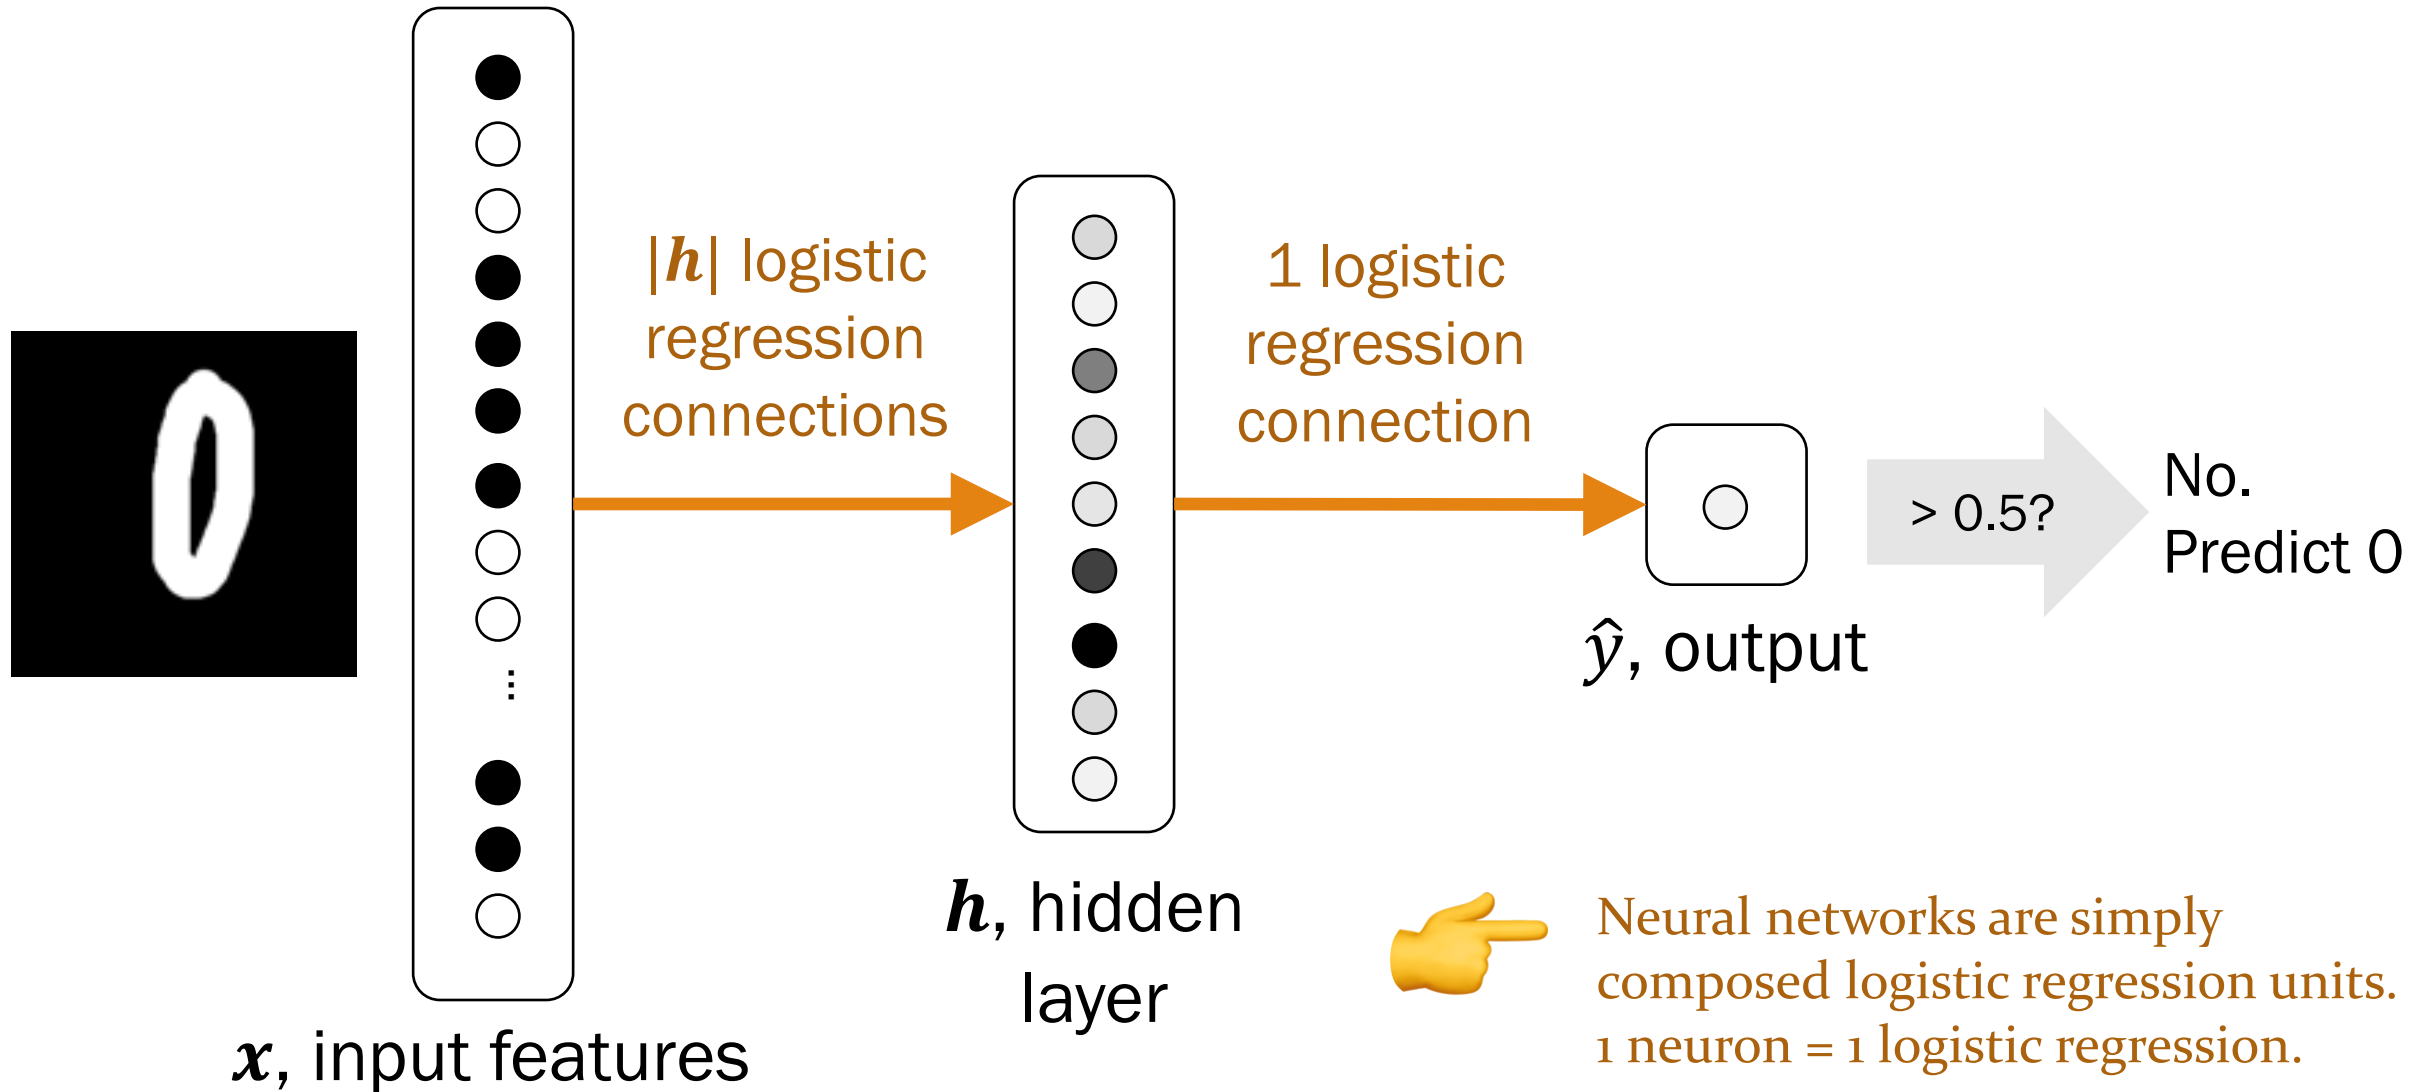 |h| logistic
regression
connections
1 logistic
regression
connection
> 0.5?
No.
Predict 0
ŷ, output
h, hidden
layer
x, input features
...
Neural networks are simply
composed logistic regression units.
1 neuron = 1 logistic regression.